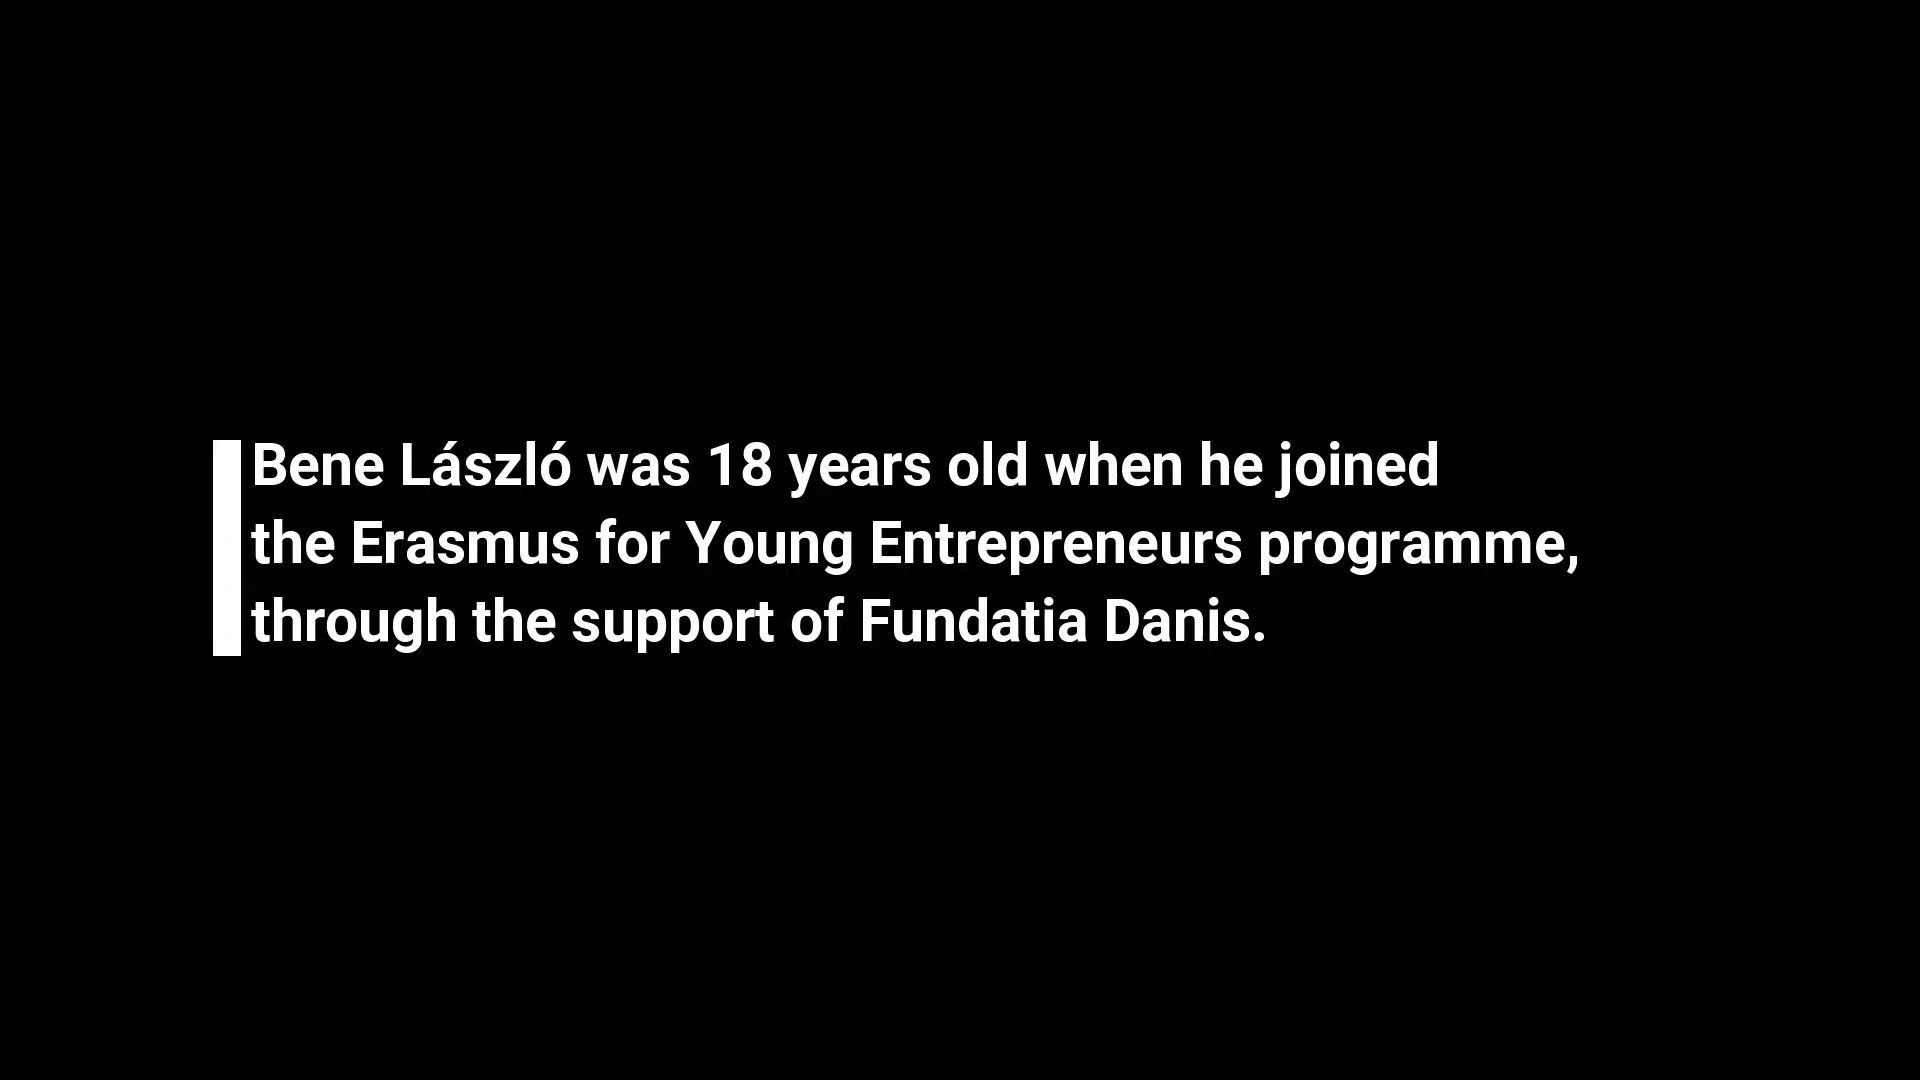 Bene László was 18 years old when he joined
the Erasmus for Young Entrepreneurs programme,
through the support of Fundatia Danis.